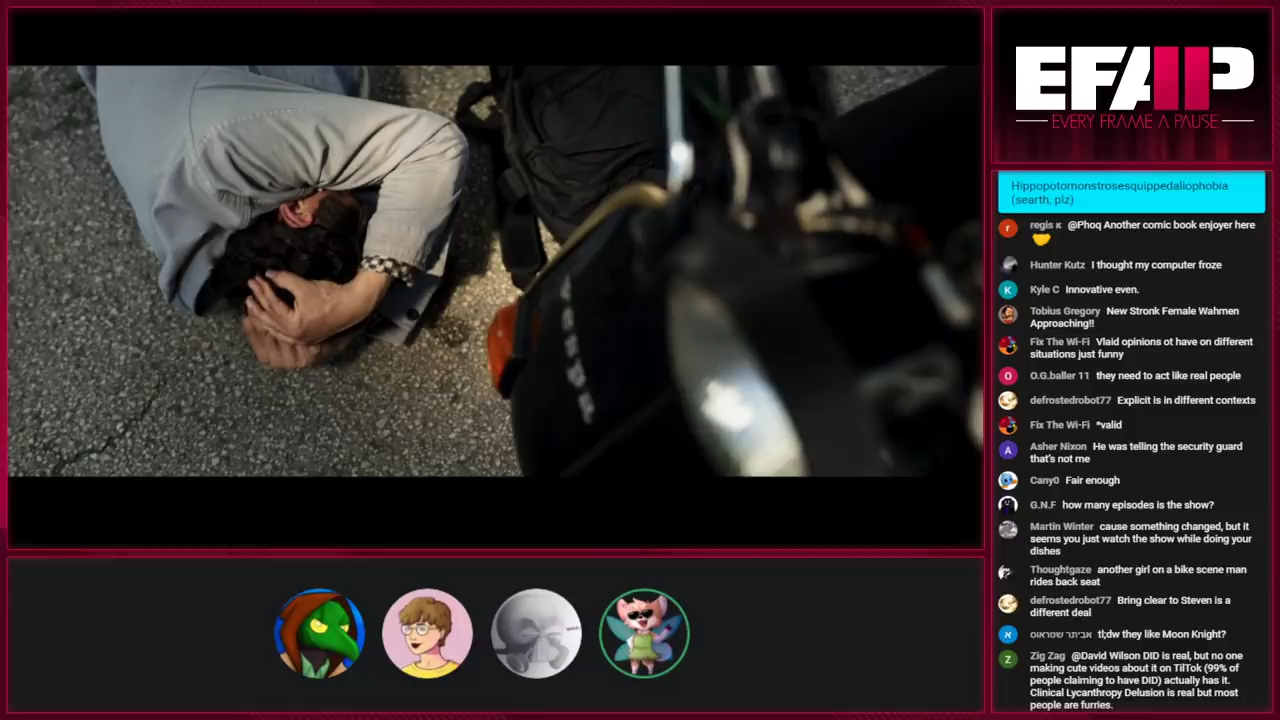 EFAP
EVERY FRAME A PAUSE
Hippopotomonstrosesquippedaliophobia
(searth, plz)
regis ĸ @Phoq Another comic book enjoyer here
Hunter Kutz I thought my computer froze
Kyle C Innovative even.
Tobius Gregory New Stronk Female Wahmen
Approaching!!
Fix The Wi-Fi Vlaid opinions ot have on different
situations just funny
O.G.baller 11 they need to act like real people
defrostedrobot77 Explicit is in different contexts
Fix The Wi-Fi *valid
Asher Nixon He was telling the security guard
that's not me
Cany0 Fair enough
G.N.F how many episodes is the show?
Martin Winter cause something changed, but it
seems you just watch the show while doing your
dishes
Thoughtgaze another girl on a bike scene man
rides back seat
defrostedrobot77 Bring clear to Steven is a
different deal
אביתר שטראוס tl;dw they like Moon Knight?
Zig Zag @David Wilson DID is real, but no one
making cute videos about it on TilTok (99% of
people claiming to have DID) actually has it.
Clinical Lycanthropy Delusion is real but most
people are furries.